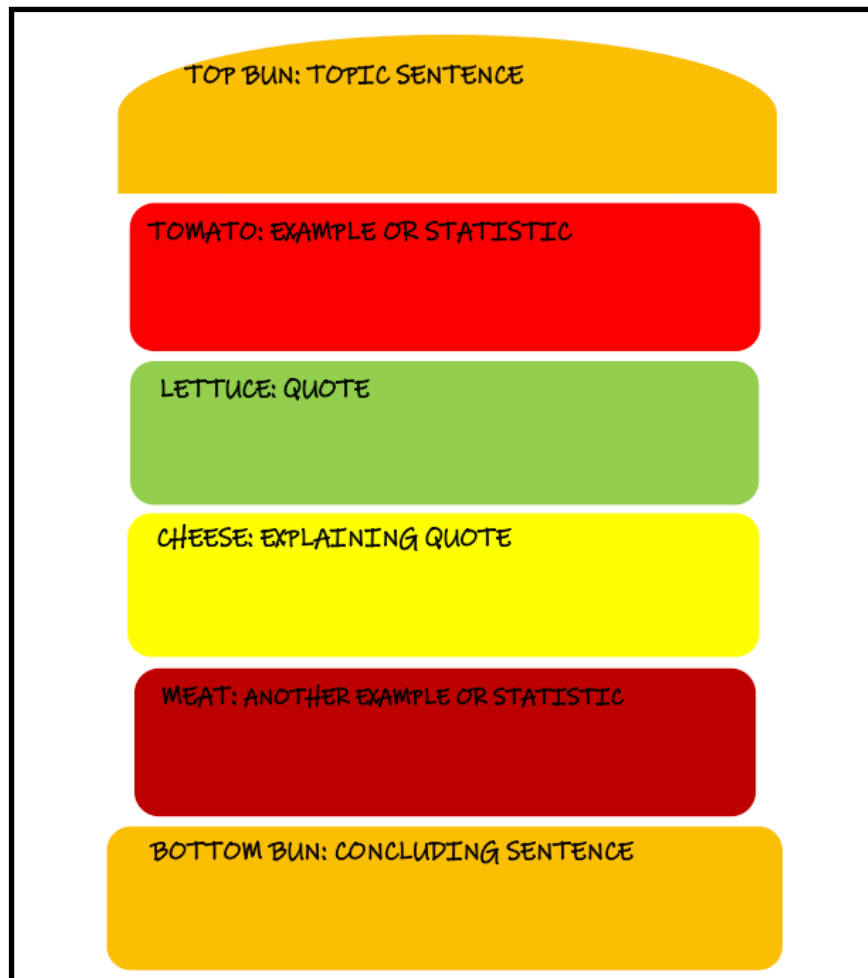 TOP BUN: TOPIC SENTENCE
TOMATO: EXAMPLE OR STATISTIC
LETTUCE: QUOTE
CHEESE: EXPLAINING QUOTE
MEAT: ANOTHER EXAMPLE OR STATISTIC
BOTTOM BUN: CONCLUDING SENTENCE